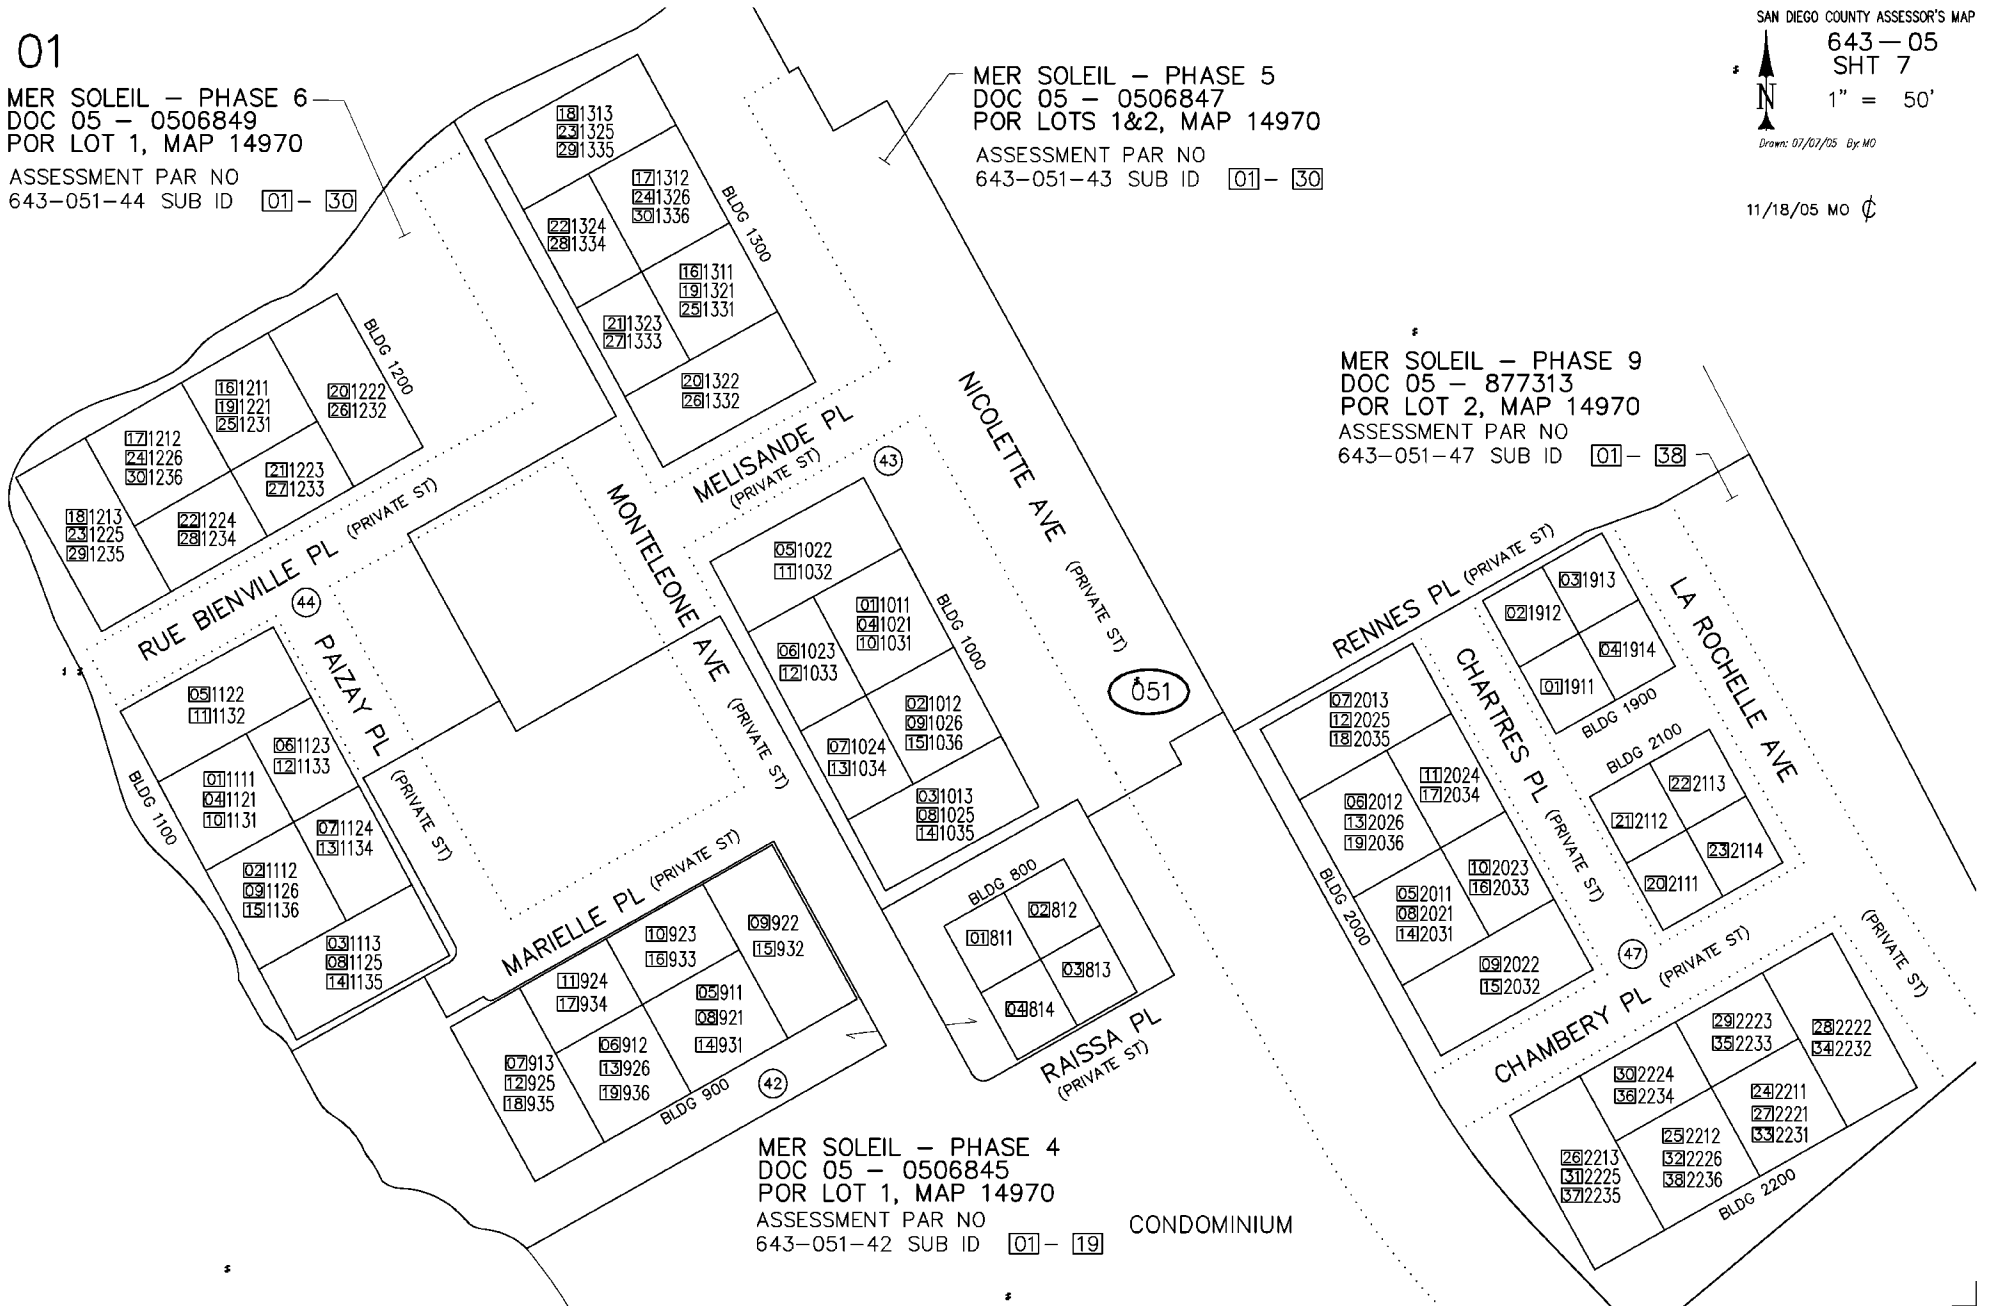 01
MER SOLEIL – PHASE 6
DOC 05 – 0506849
POR LOT 1, MAP 14970
ASSESSMENT PAR NO
643-051-44 SUB ID 01 - 30
MER SOLEIL – PHASE 5
DOC 05 – 0506847
POR LOTS 1&2, MAP 14970
ASSESSMENT PAR NO
643-051-43 SUB ID 01 - 30
SAN DIEGO COUNTY ASSESSOR'S MAP
643 – 05
SHT 7
1" = 50'
N
Drawn: 07/07/05 By: MO
11/18/05 MO ₵
18 1313
23 1325
29 1335
17 1312
24 1326
30 1336
22 1324
28 1334
16 1311
19 1321
25 1331
21 1323
27 1333
20 1322
26 1332
BLDG 1300
BLDG 1200
16 1211
19 1221
25 1231
20 1222
26 1232
17 1212
24 1226
30 1236
21 1223
27 1233
18 1213
23 1225
29 1235
22 1224
28 1234
RUE BIENVILLE PL (PRIVATE ST)
MELISANDE PL
(PRIVATE ST)
43
NICOLETTE AVE (PRIVATE ST)
MONTELEONE AVE (PRIVATE ST)
44
PAIZAY PL (PRIVATE ST)
05 1022
11 1032
01 1011
04 1021
10 1031
06 1023
12 1033
02 1012
09 1026
15 1036
07 1024
13 1034
03 1013
08 1025
14 1035
BLDG 1000
051
05 1122
11 1132
06 1123
12 1133
01 1111
04 1121
10 1131
07 1124
13 1134
02 1112
09 1126
15 1136
03 1113
08 1125
14 1135
BLDG 1100
MARIELLE PL (PRIVATE ST)
09 922
15 932
10 923
16 933
11 924
17 934
05 911
08 921
14 931
06 912
13 926
19 936
07 913
12 925
18 935
BLDG 900
42
BLDG 800
02 812
01 811
03 813
04 814
RAISSA PL
(PRIVATE ST)
MER SOLEIL – PHASE 4
DOC 05 – 0506845
POR LOT 1, MAP 14970
ASSESSMENT PAR NO
643-051-42 SUB ID 01 - 19
CONDOMINIUM
MER SOLEIL – PHASE 9
DOC 05 – 877313
POR LOT 2, MAP 14970
ASSESSMENT PAR NO
643-051-47 SUB ID 01 - 38
RENNES PL (PRIVATE ST)
03 1913
02 1912
04 1914
01 1911
BLDG 1900
LA ROCHELLE AVE
(PRIVATE ST)
CHARTRES PL (PRIVATE ST)
07 2013
12 2025
18 2035
11 2024
17 2034
06 2012
13 2026
19 2036
10 2023
16 2033
05 2011
08 2021
14 2031
09 2022
15 2032
BLDG 2000
BLDG 2100
22 2113
21 2112
23 2114
20 2111
47
CHAMBERY PL (PRIVATE ST)
29 2223
35 2233
28 2222
34 2232
30 2224
36 2234
24 2211
27 2221
33 2231
25 2212
32 2226
38 2236
26 2213
31 2225
37 2235
BLDG 2200